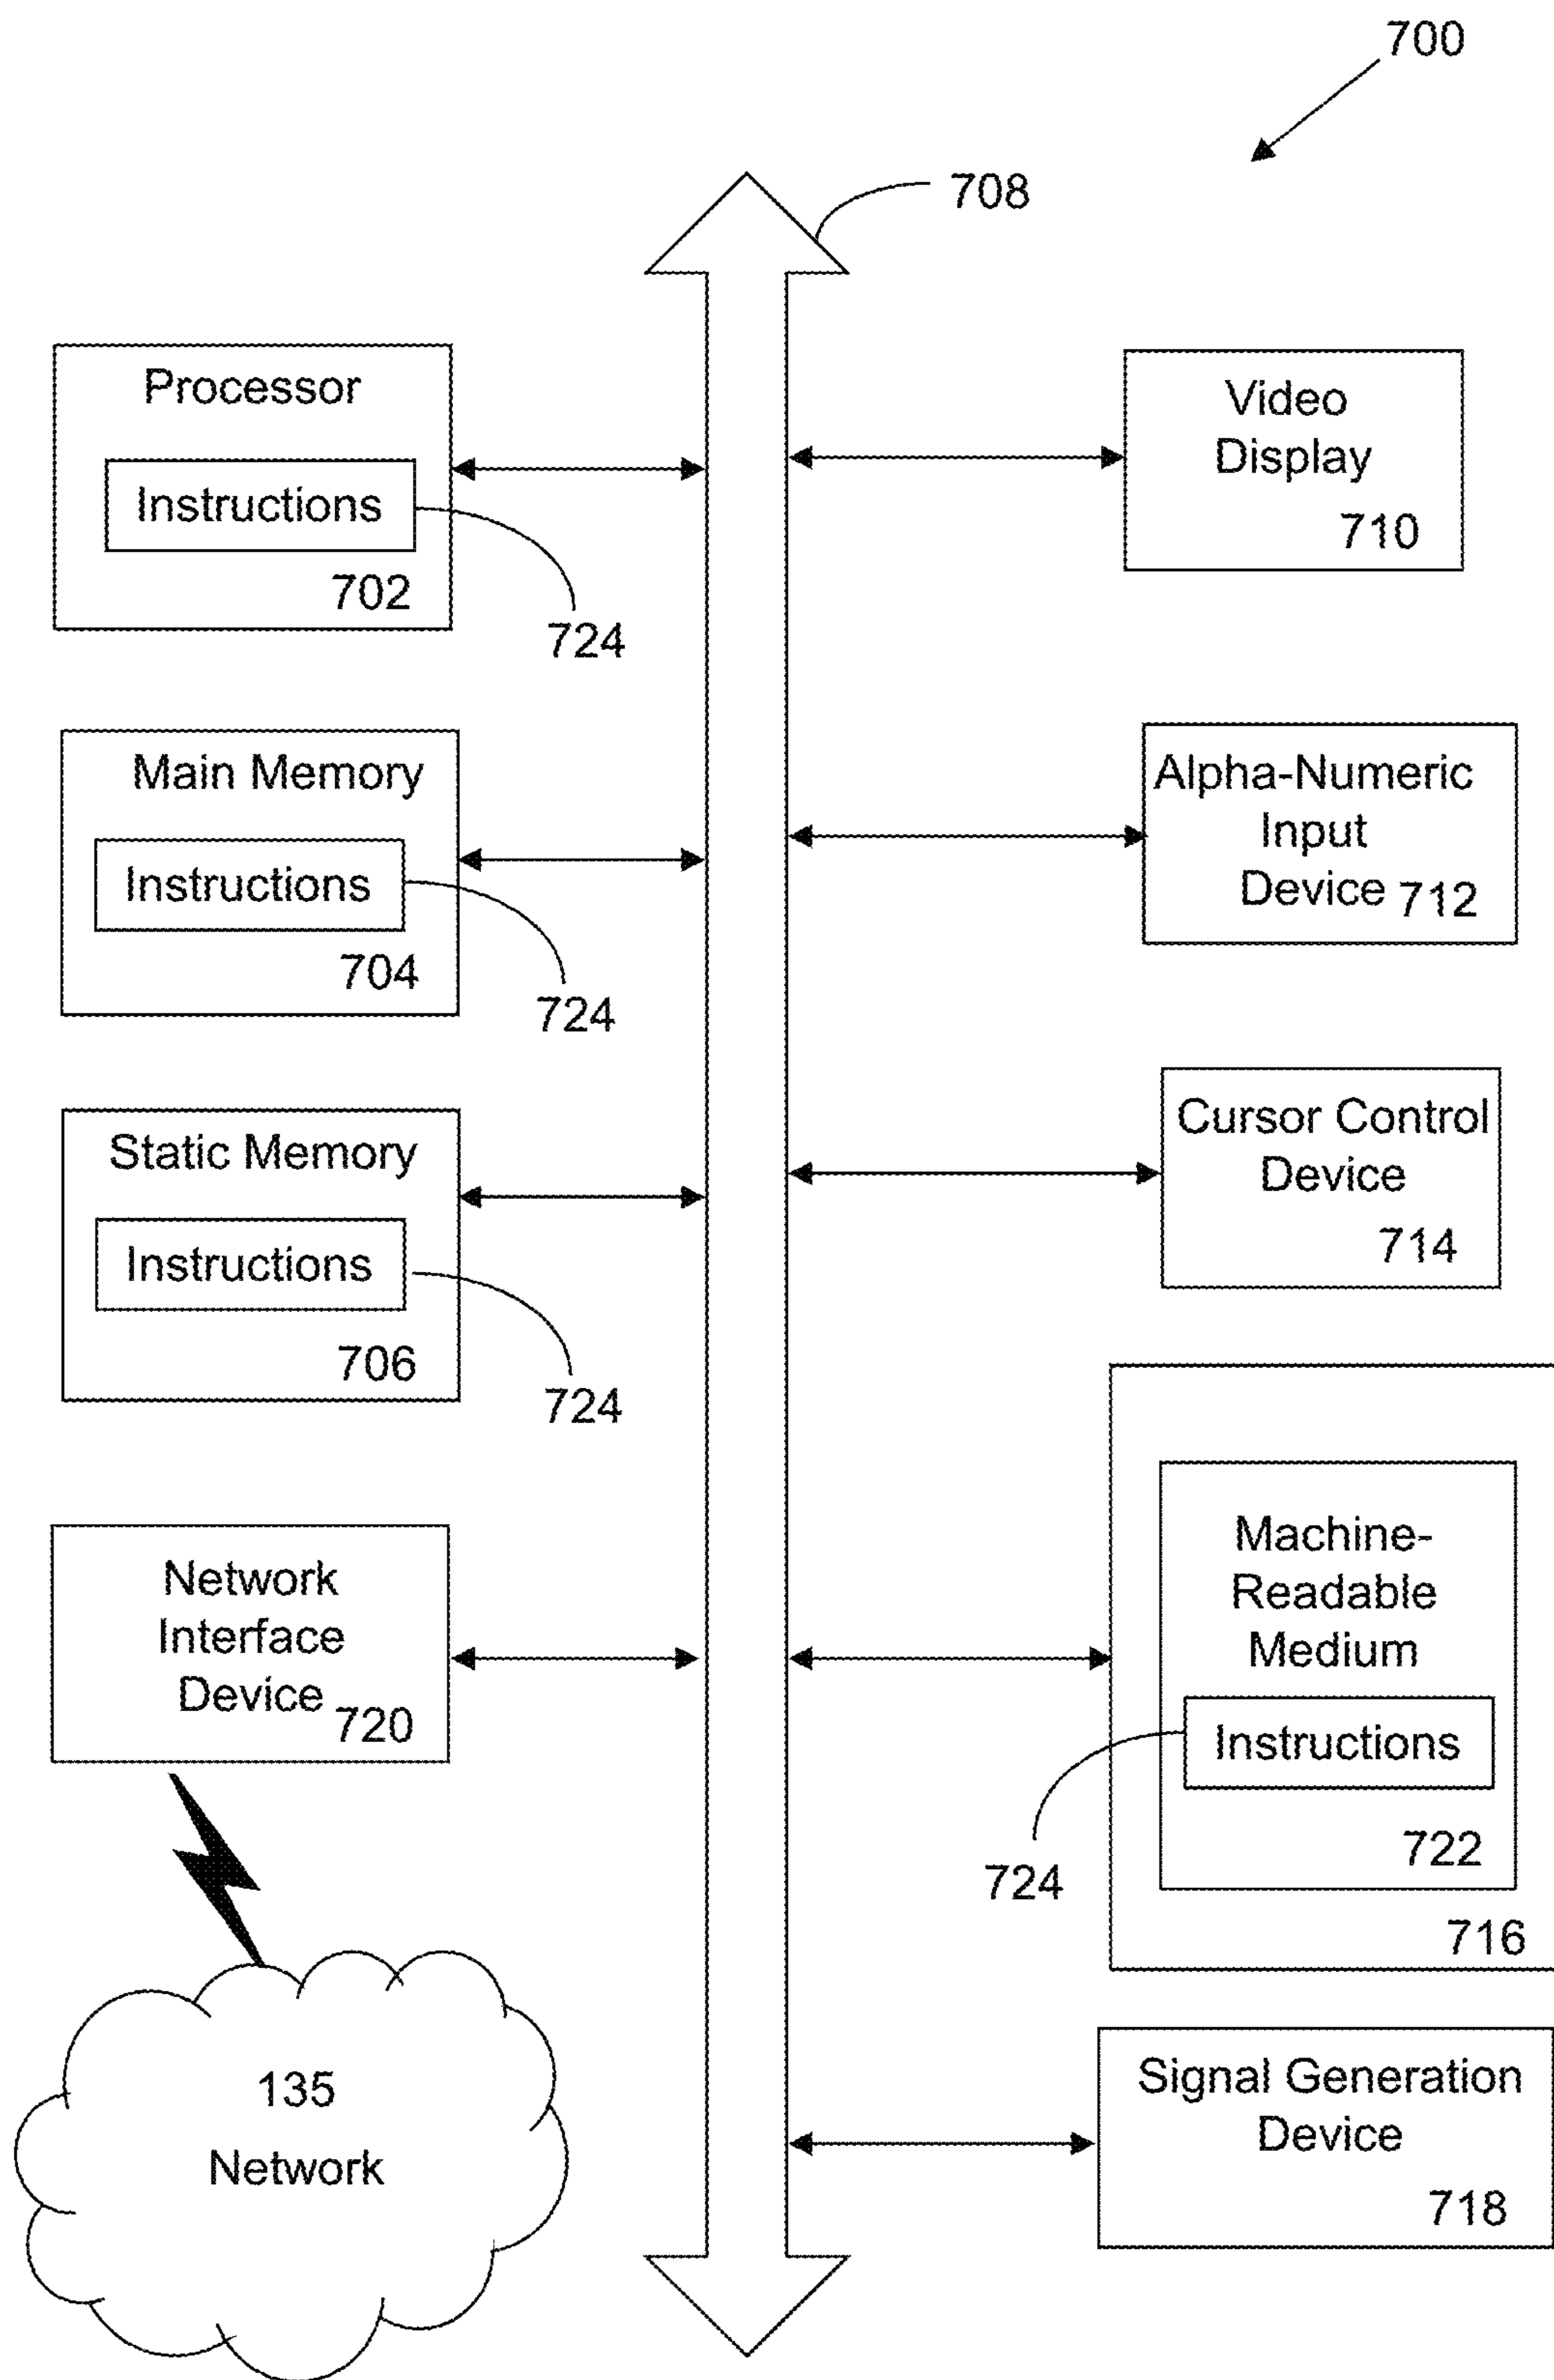 700
708
Processor
Instructions
702
724
Main Memory
Instructions
704
724
Static Memory
Instructions
706
724
Network
Interface
Device
720
135
Network
Video
Display
710
Alpha-Numeric
Input
Device 712
Cursor Control
Device
714
Machine-
Readable
Medium
Instructions
722
724
716
Signal Generation
Device
718